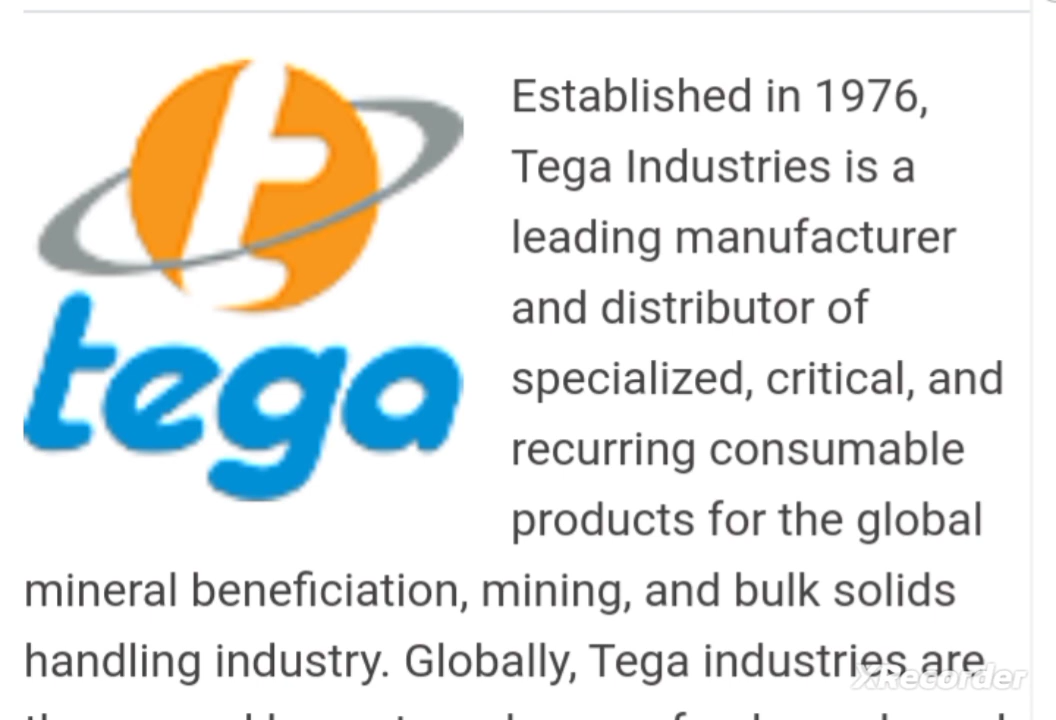 Established in 1976,
Tega Industries is a
leading manufacturer
and distributor of
specialized, critical, and
recurring consumable
products for the global
mineral beneficiation, mining, and bulk solids
handling industry. Globally, Tega industries are
tega
XRecorder